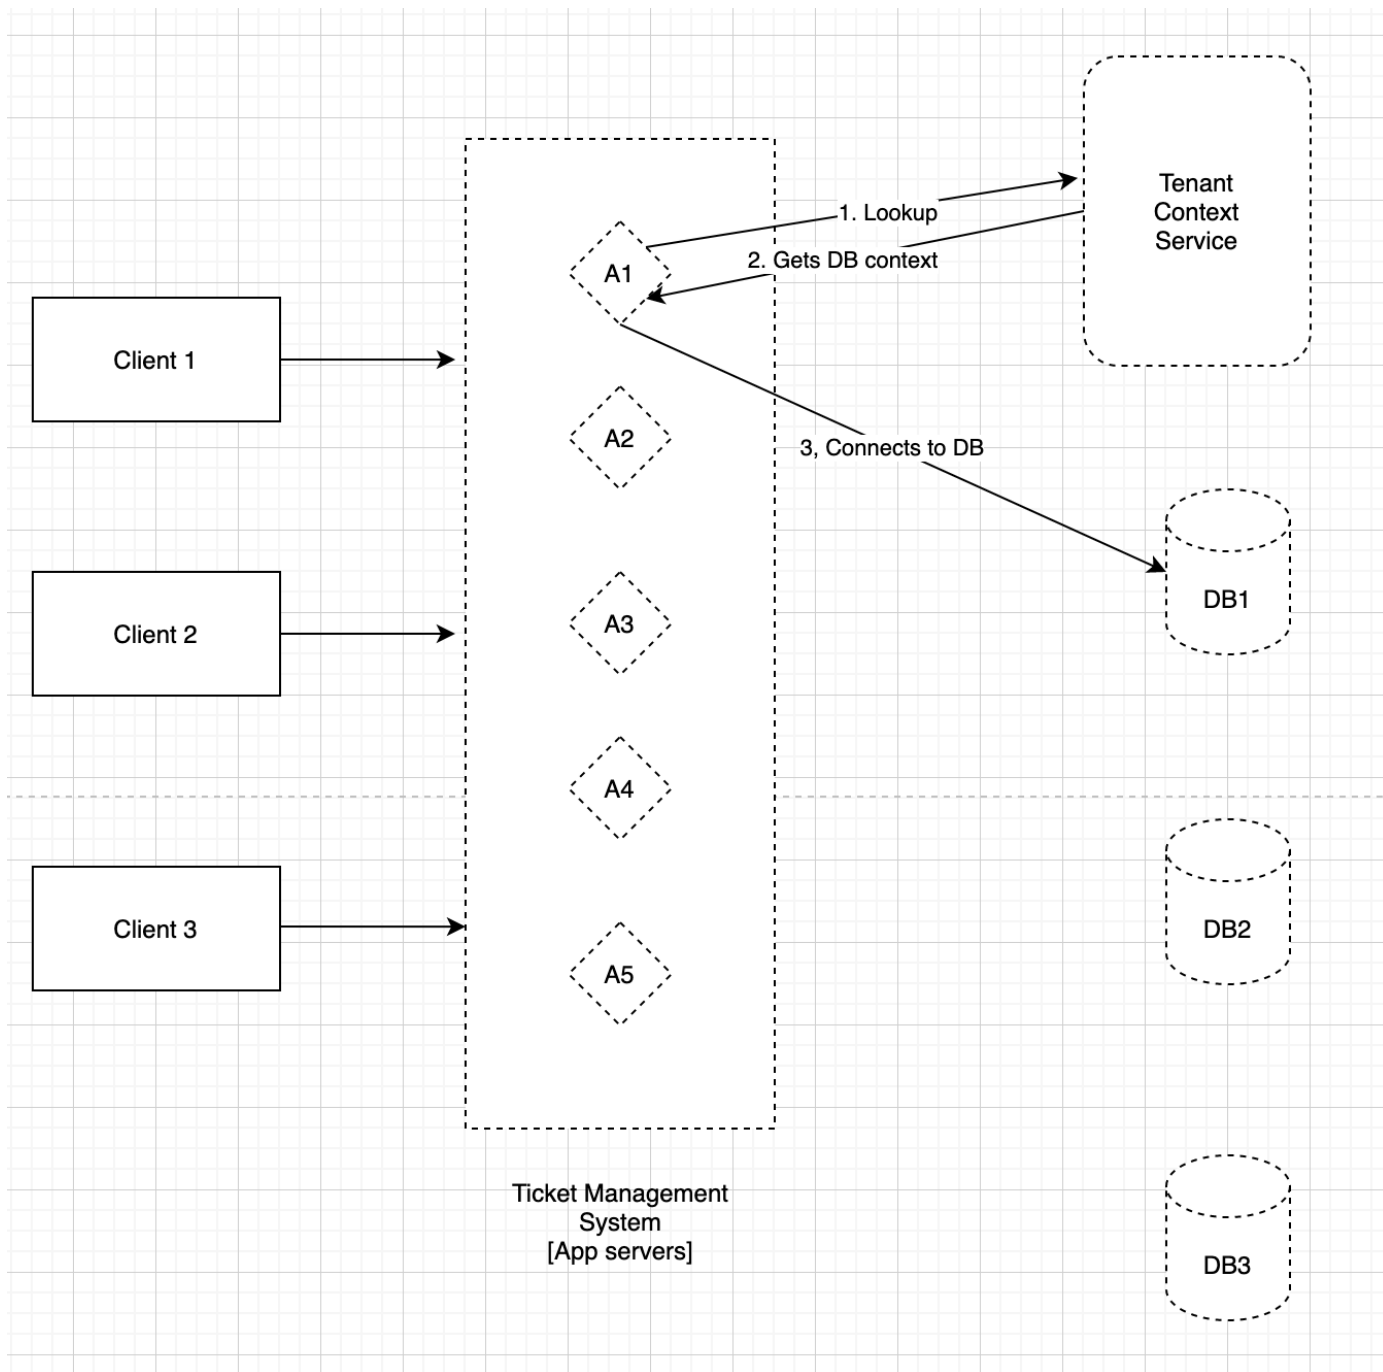 Tenant
Context
Service
1. Lookup
2. Gets DB context
A1
Client 1
A2
3, Connects to DB
DB1
Client 2
A3
A4
Client 3
DB2
A5
Ticket Management
System
[App servers]
DB3